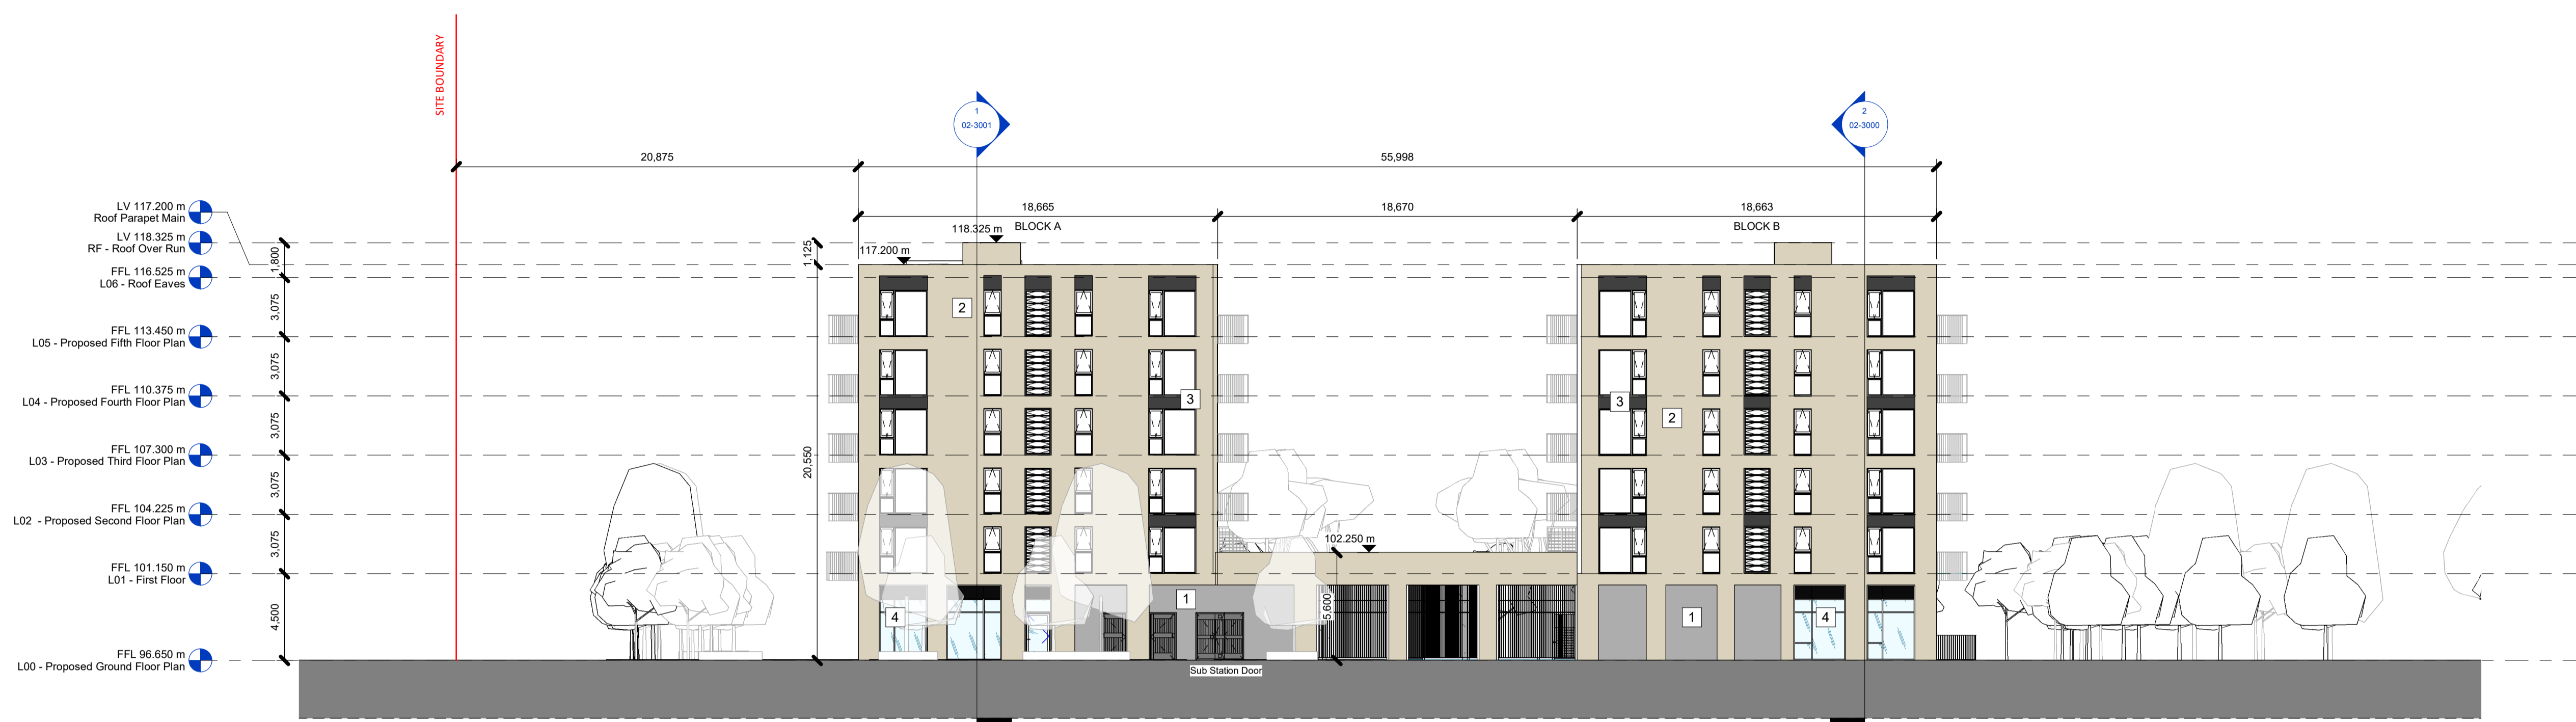 SITE BOUNDARY
1
02-3001
2
02-3000
20,875
55,998
18,665
18,670
18,663
BLOCK A
BLOCK B
LV 117.200 m
Roof Parapet Main
LV 118.325 m
RF - Roof Over Run
FFL 116.525 m
L06 - Roof Eaves
FFL 113.450 m
L05 - Proposed Fifth Floor Plan
FFL 110.375 m
L04 - Proposed Fourth Floor Plan
FFL 107.300 m
L03 - Proposed Third Floor Plan
FFL 104.225 m
L02 - Proposed Second Floor Plan
FFL 101.150 m
L01 - First Floor
FFL 96.650 m
L00 - Proposed Ground Floor Plan
1,800
3,075
3,075
3,075
3,075
3,075
4,500
1,125
20,550
118.325 m
117.200 m
2
3
3
2
102.250 m
5,600
4
1
1
4
Sub Station Door